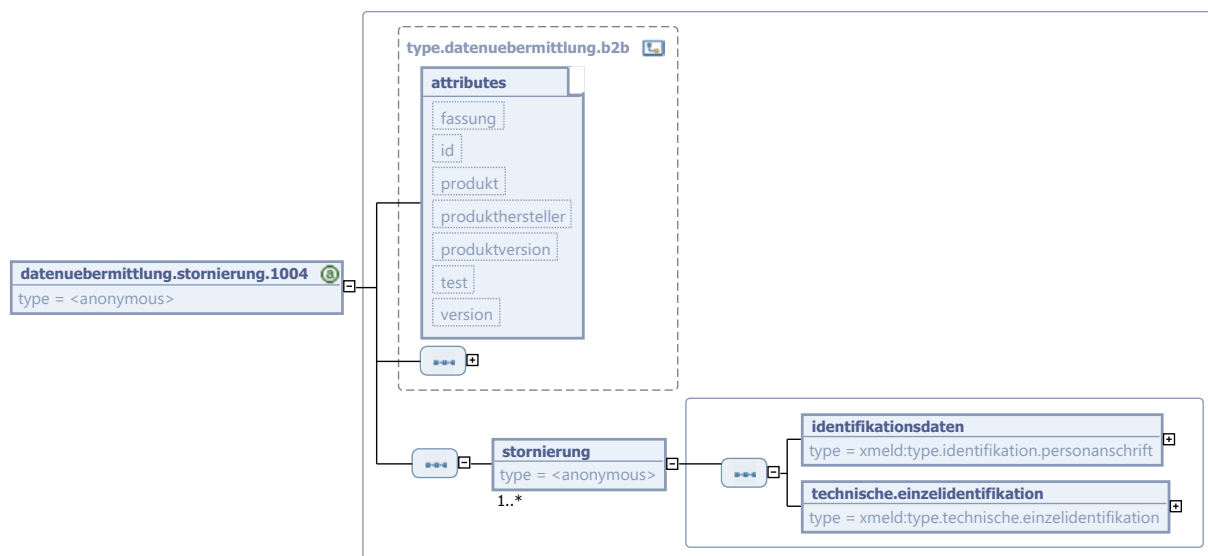 type.datenuebermittlung.b2b
attributes
fassung
id
produkt
produkthersteller
produktversion
test
version
datenuebermittlung.stornierung.1004 a
type = <anonymous>
stornierung
type = <anonymous>
1..*
identifikationsdaten
type = xmeld:type.identifikation.personanschrift
technische.einzelidentifikation
type = xmeld:type.technische.einzelidentifikation